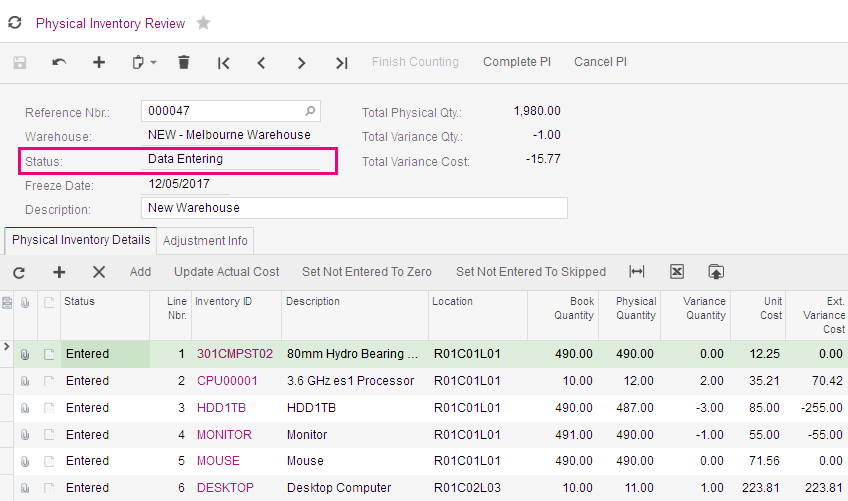 Physical Inventory Review
Finish Counting Complete PI Cancel PI
Reference Nbr.: 000047 Total Physical Qty.: 1,980.00
Warehouse: NEW - Melbourne Warehouse Total Variance Qty.: -1.00
Status: Data Entering Total Variance Cost: -15.77
Freeze Date: 12/05/2017
Description: New Warehouse
Physical Inventory Details Adjustment Info
Add Update Actual Cost Set Not Entered To Zero Set Not Entered To Skipped
Status Line Nbr. Inventory ID Description Location Book Quantity Physical Quantity Variance Quantity Unit Cost Ext. Variance Cost
Entered 1 301CMPST02 80mm Hydro Bearing ... R01C01L01 490.00 490.00 0.00 12.25 0.00
Entered 2 CPU00001 3.6 GHz es1 Processor R01C01L01 10.00 12.00 2.00 35.21 70.42
Entered 3 HDD1TB HDD1TB R01C01L01 490.00 487.00 -3.00 85.00 -255.00
Entered 4 MONITOR Monitor R01C01L01 491.00 490.00 -1.00 55.00 -55.00
Entered 5 MOUSE Mouse R01C01L01 490.00 490.00 0.00 71.56 0.00
Entered 6 DESKTOP Desktop Computer R01C02L03 10.00 11.00 1.00 223.81 223.81